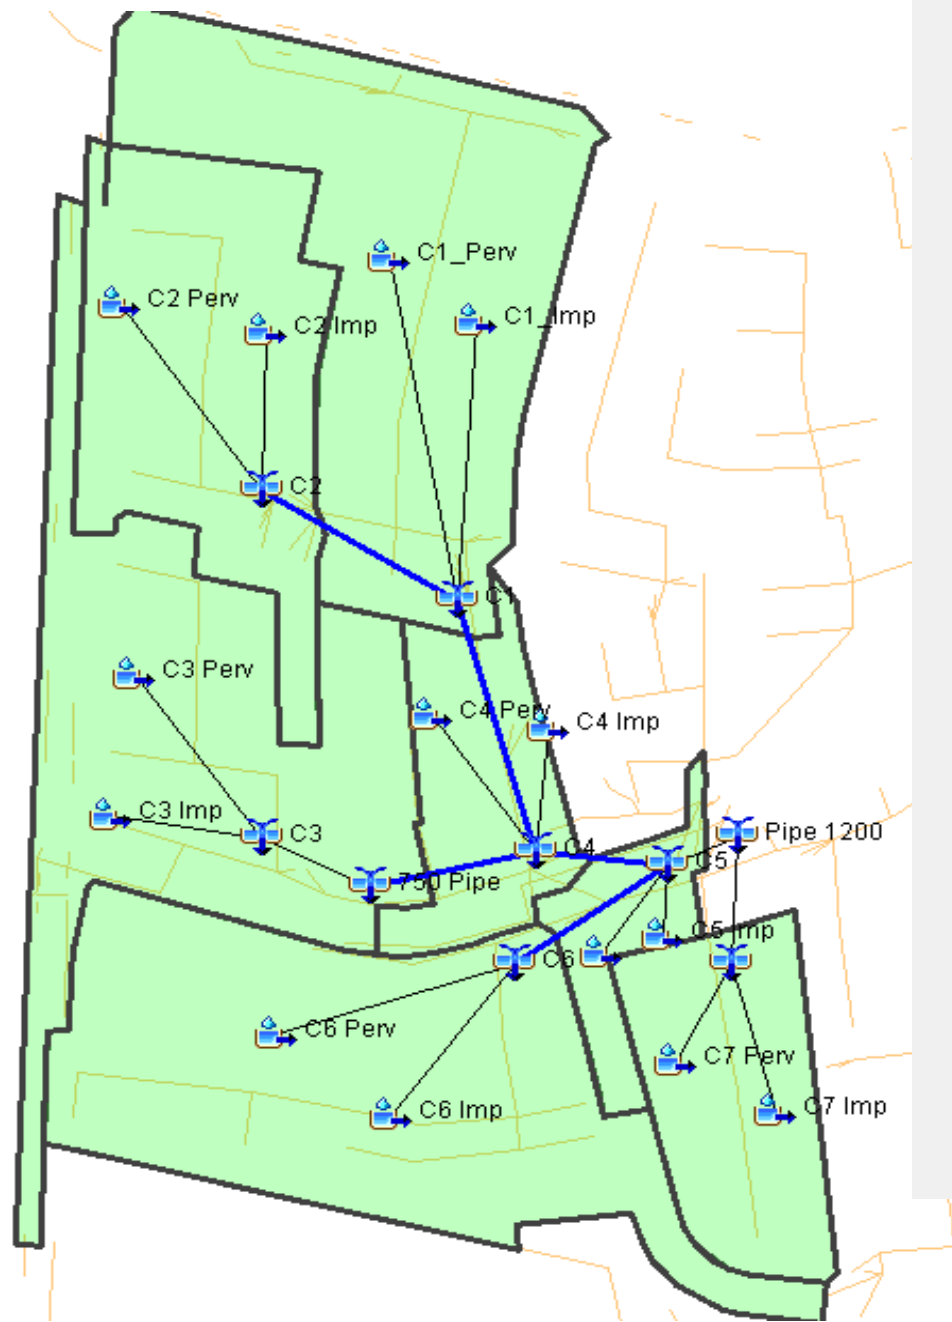 C1_Perv
C2 Perv
C1_Imp
C2 Imp
C2
C1
C3 Perv
C4 Perv
C4 Imp
C3 Imp
C3
Pipe 1200
C4
C5
750 Pipe
C5 Imp
C6
C6 Perv
C7 Perv
C6 Imp
C7 Imp